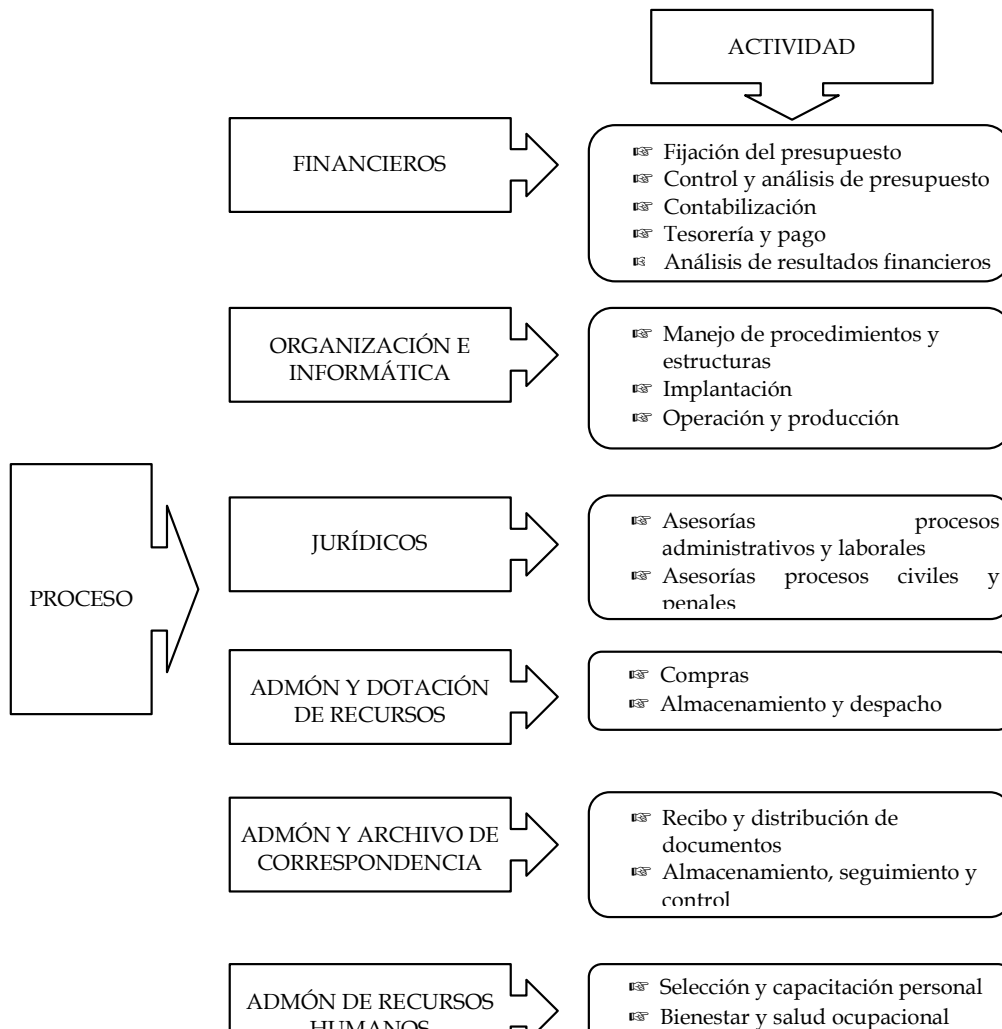 ACTIVIDAD
FINANCIEROS
☞ Fijación del presupuesto
☞ Control y análisis de presupuesto
☞ Contabilización
☞ Tesorería y pago
☞ Análisis de resultados financieros
ORGANIZACIÓN E
INFORMÁTICA
☞ Manejo de procedimientos y
estructuras
☞ Implantación
☞ Operación y producción
PROCESO
JURÍDICOS
☞ Asesorías procesos
administrativos y laborales
☞ Asesorías procesos civiles y
penales
ADMÓN Y DOTACIÓN
DE RECURSOS
☞ Compras
☞ Almacenamiento y despacho
ADMÓN Y ARCHIVO DE
CORRESPONDENCIA
☞ Recibo y distribución de
documentos
☞ Almacenamiento, seguimiento y
control
ADMÓN DE RECURSOS
HUMANOS
☞ Selección y capacitación personal
☞ Bienestar y salud ocupacional